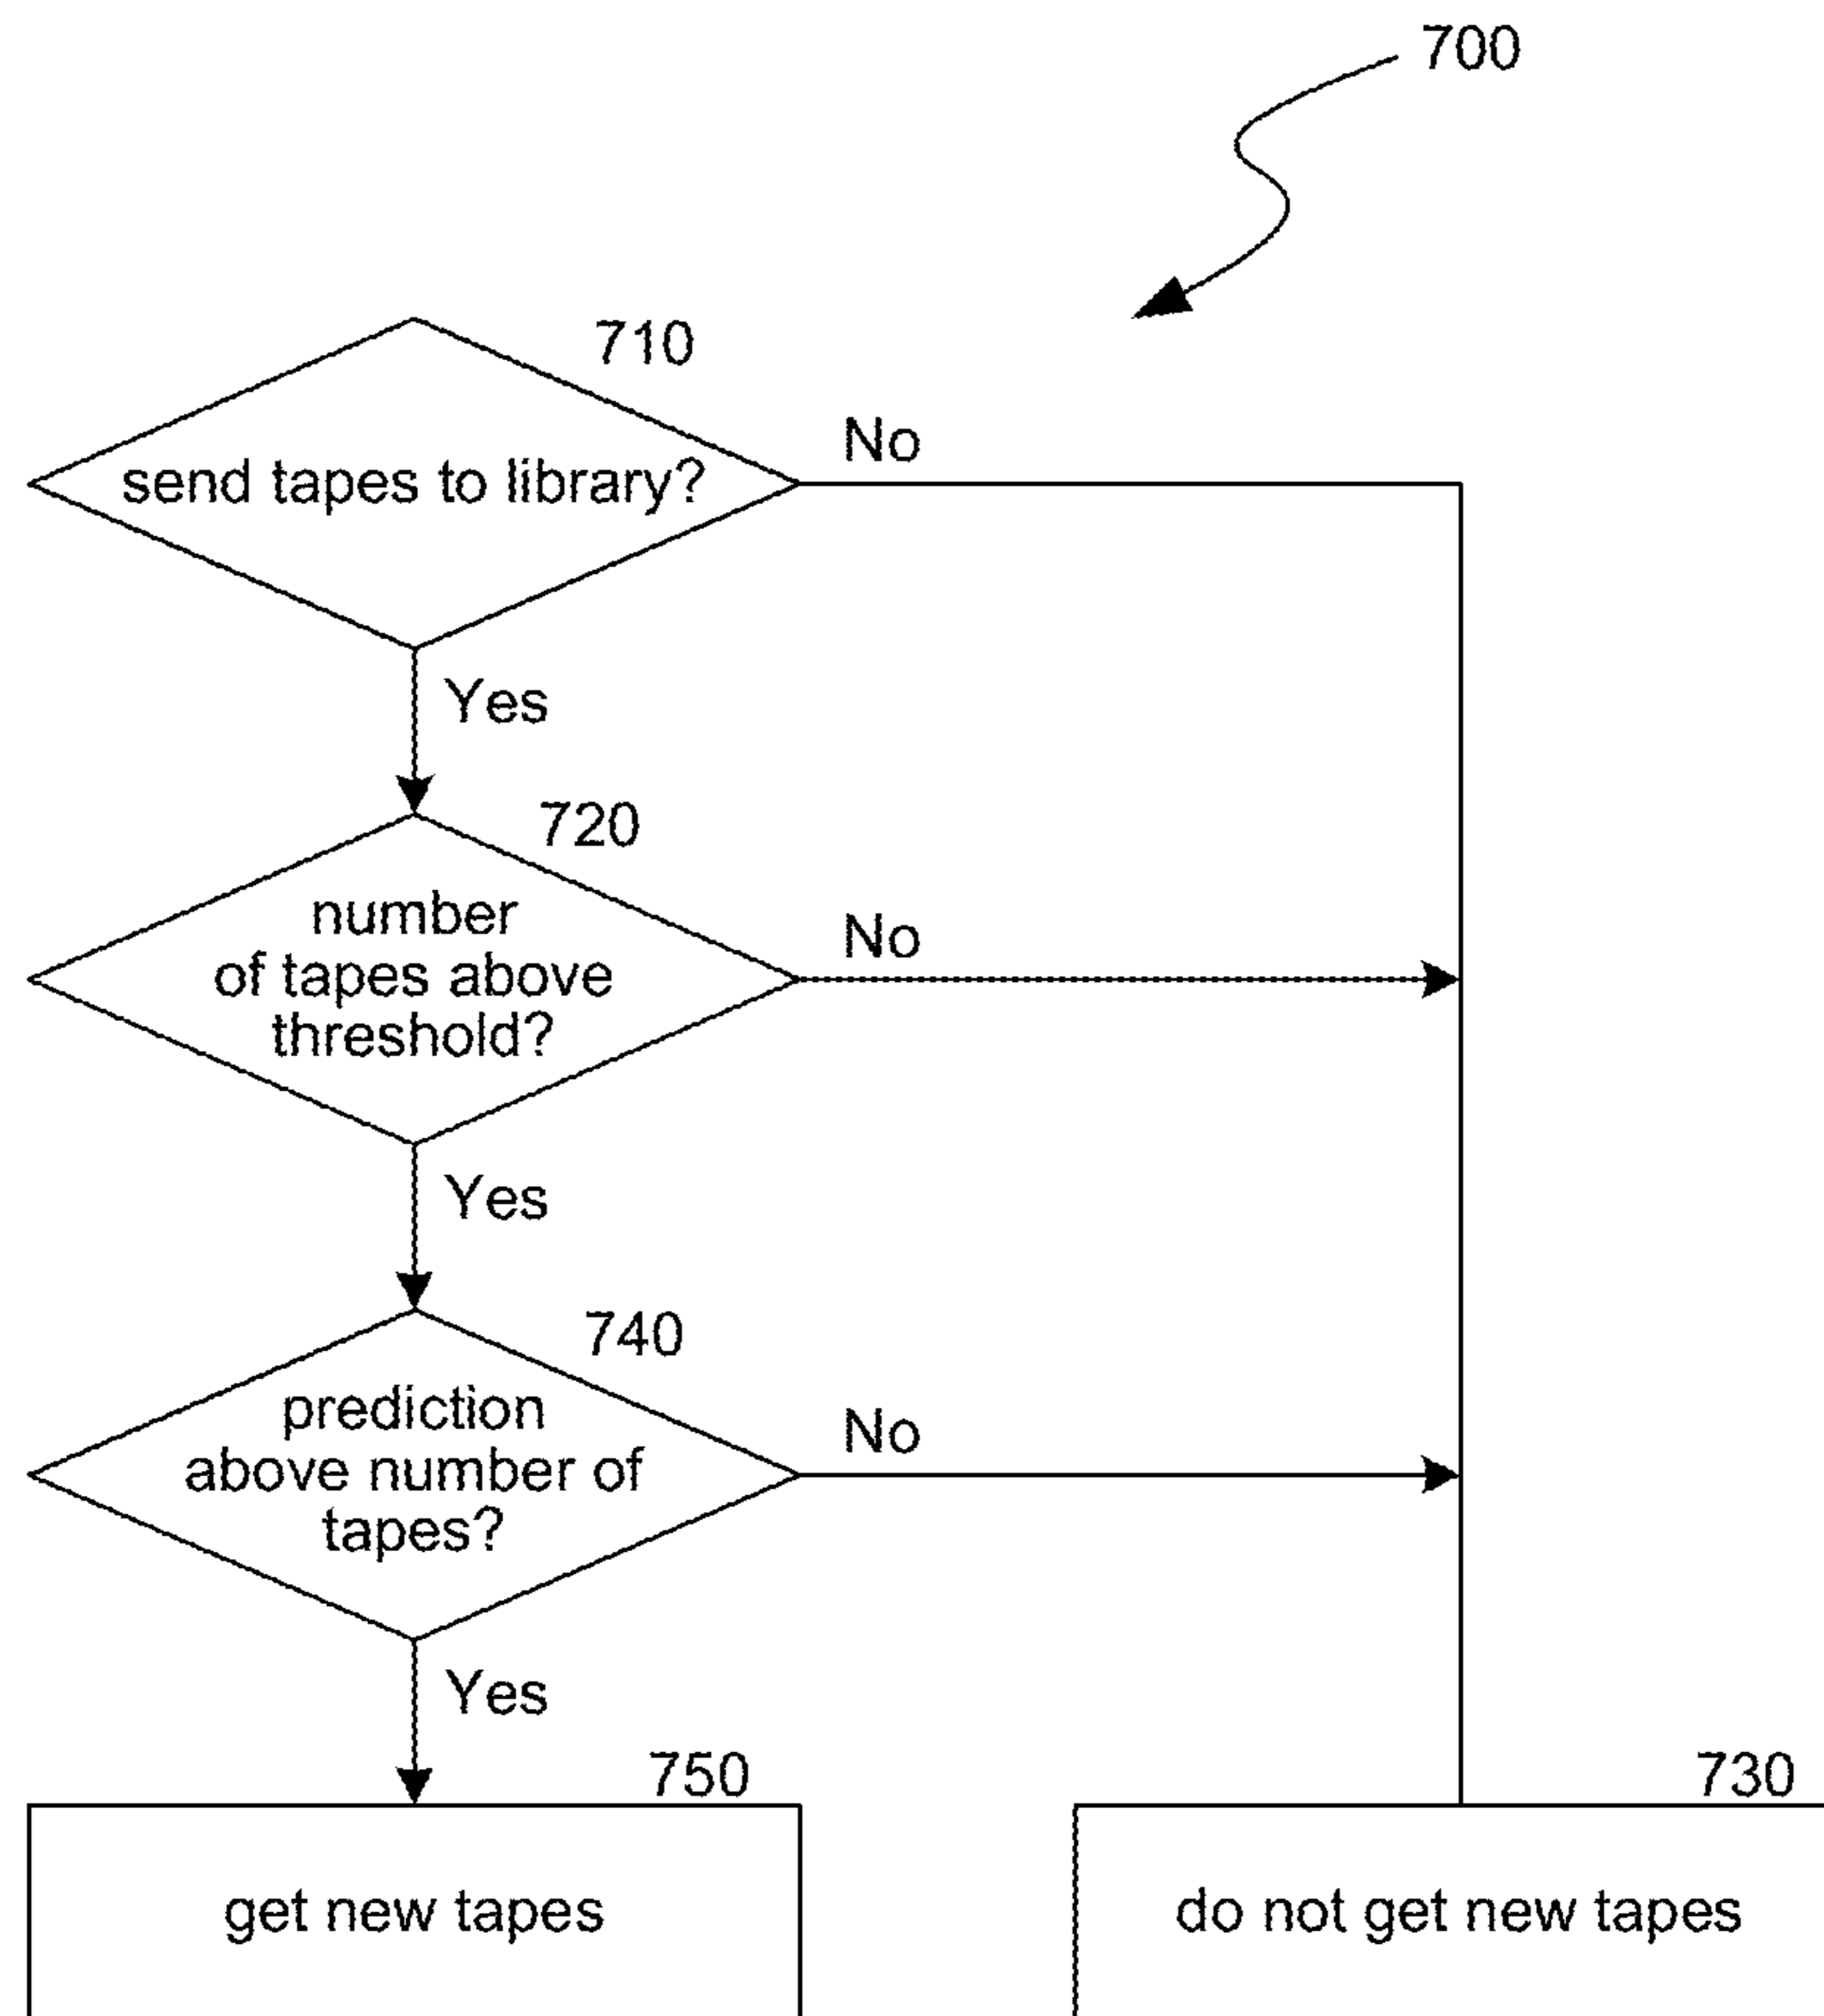 700
710
send tapes to library?
No
Yes
720
number
of tapes above
threshold?
No
Yes
740
prediction
above number of
tapes?
No
Yes
750
get new tapes
730
do not get new tapes